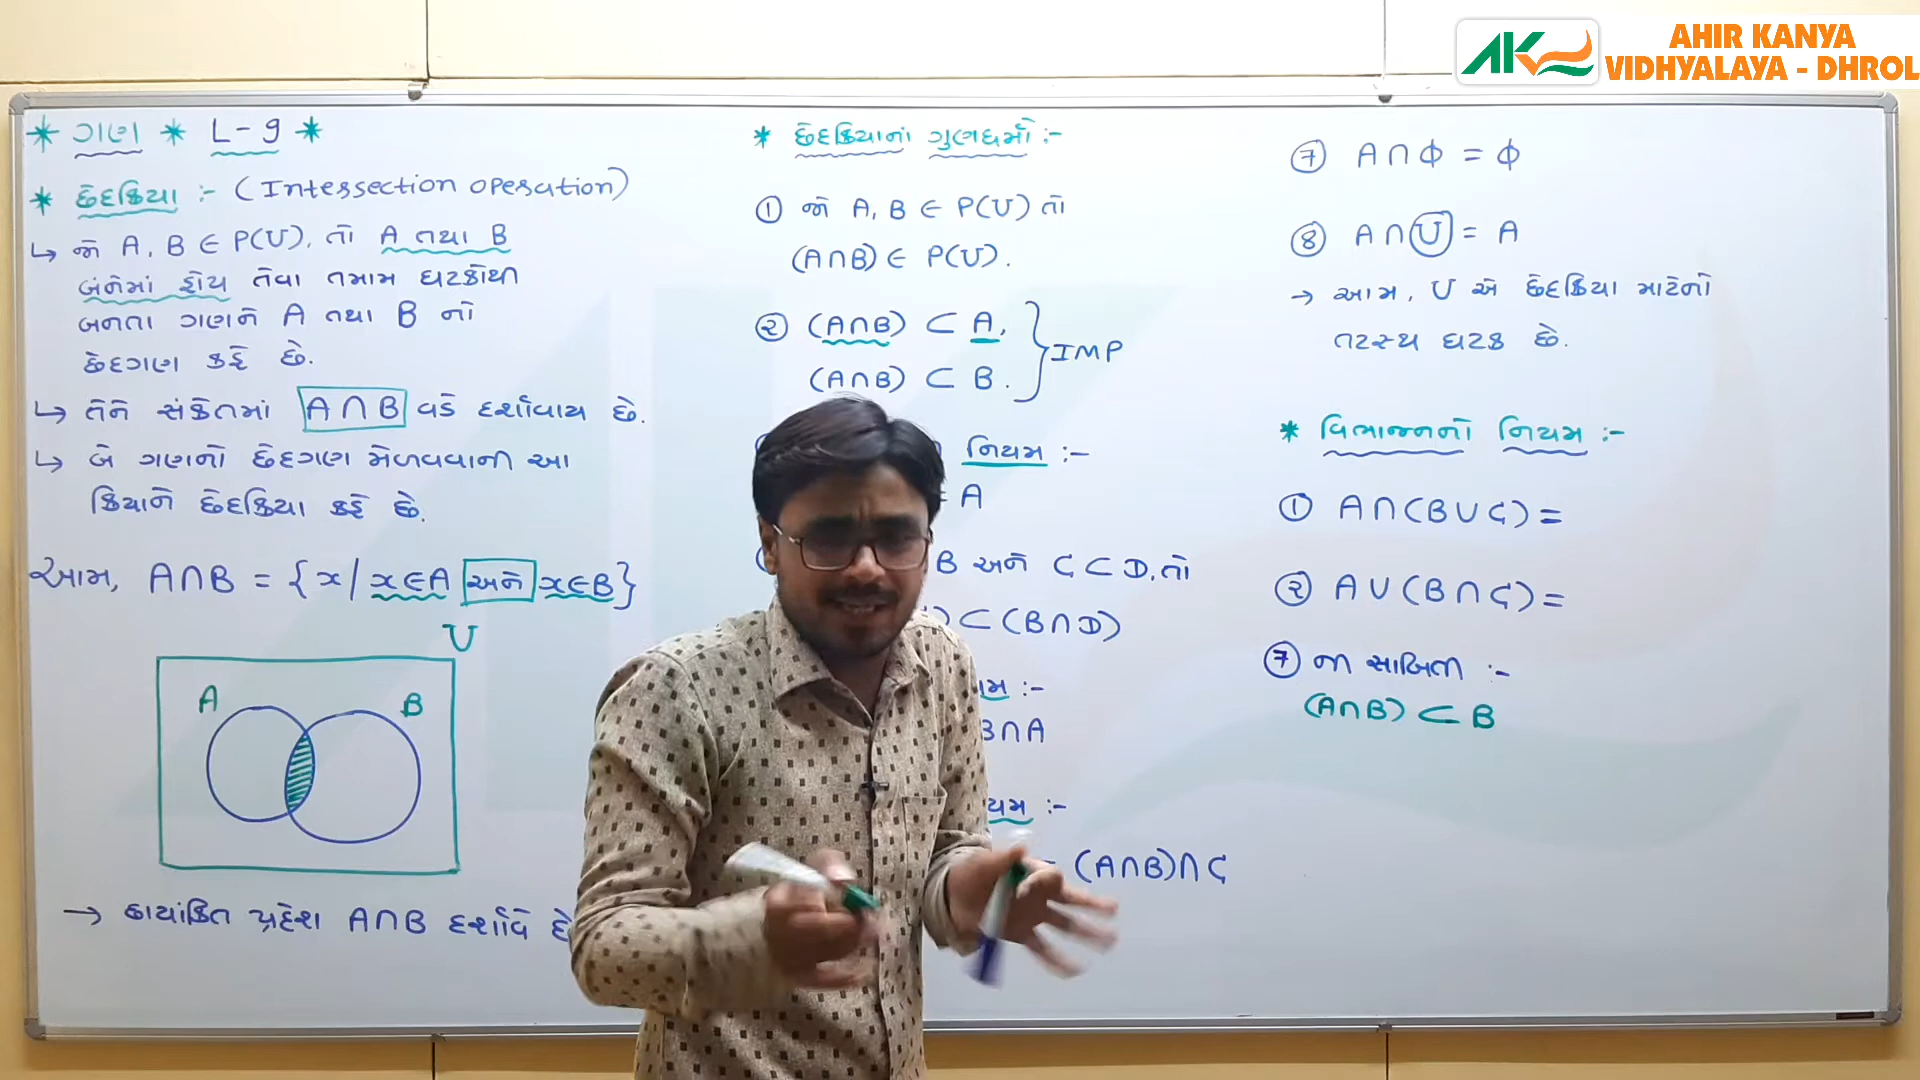 AHIR KANYA
VIDHYALAYA - DHROL
* ગણ * L-9 *
* છેદક્રિયા :- (Intersection operation)
↳ જો A, B ∈ P(U), તો A તથા B
બંનેમાં હોય તેવા તમામ ઘટકોથી
બનતા ગણને A તથા B નો
છેદગણ કહે છે.
↳ તેને સંકેતમાં A∩B વડે દર્શાવાય છે.
↳ બે ગણનો છેદગણ મેળવવાની આ
ક્રિયાને છેદક્રિયા કહે છે.
આમ, A∩B = {x/ x∈A અને x∈B}
U
A B
→ છાયાંકિત પ્રદેશ A∩B દર્શાવે છે
* છેદક્રિયાનાં ગુણધર્મો :-
① જો A, B ∈ P(U) તો
(A∩B) ∈ P(U).
② (A∩B) ⊂ A,
(A∩B) ⊂ B.
IMP
નિયમ :-
A
B અને C ⊂ D, તો
) ⊂ (B∩D)
:-
B∩A
:-
(A∩B)∩C
⑦ A∩Φ = Φ
⑧ A∩U = A
→ આમ, U એ છેદક્રિયા માટેનો
તટસ્થ ઘટક છે.
* વિભાજનનો નિયમ :-
① A∩(B∪C) =
② A∪(B∩C) =
⑦ ના સાબિતી :-
(A∩B) ⊂ B